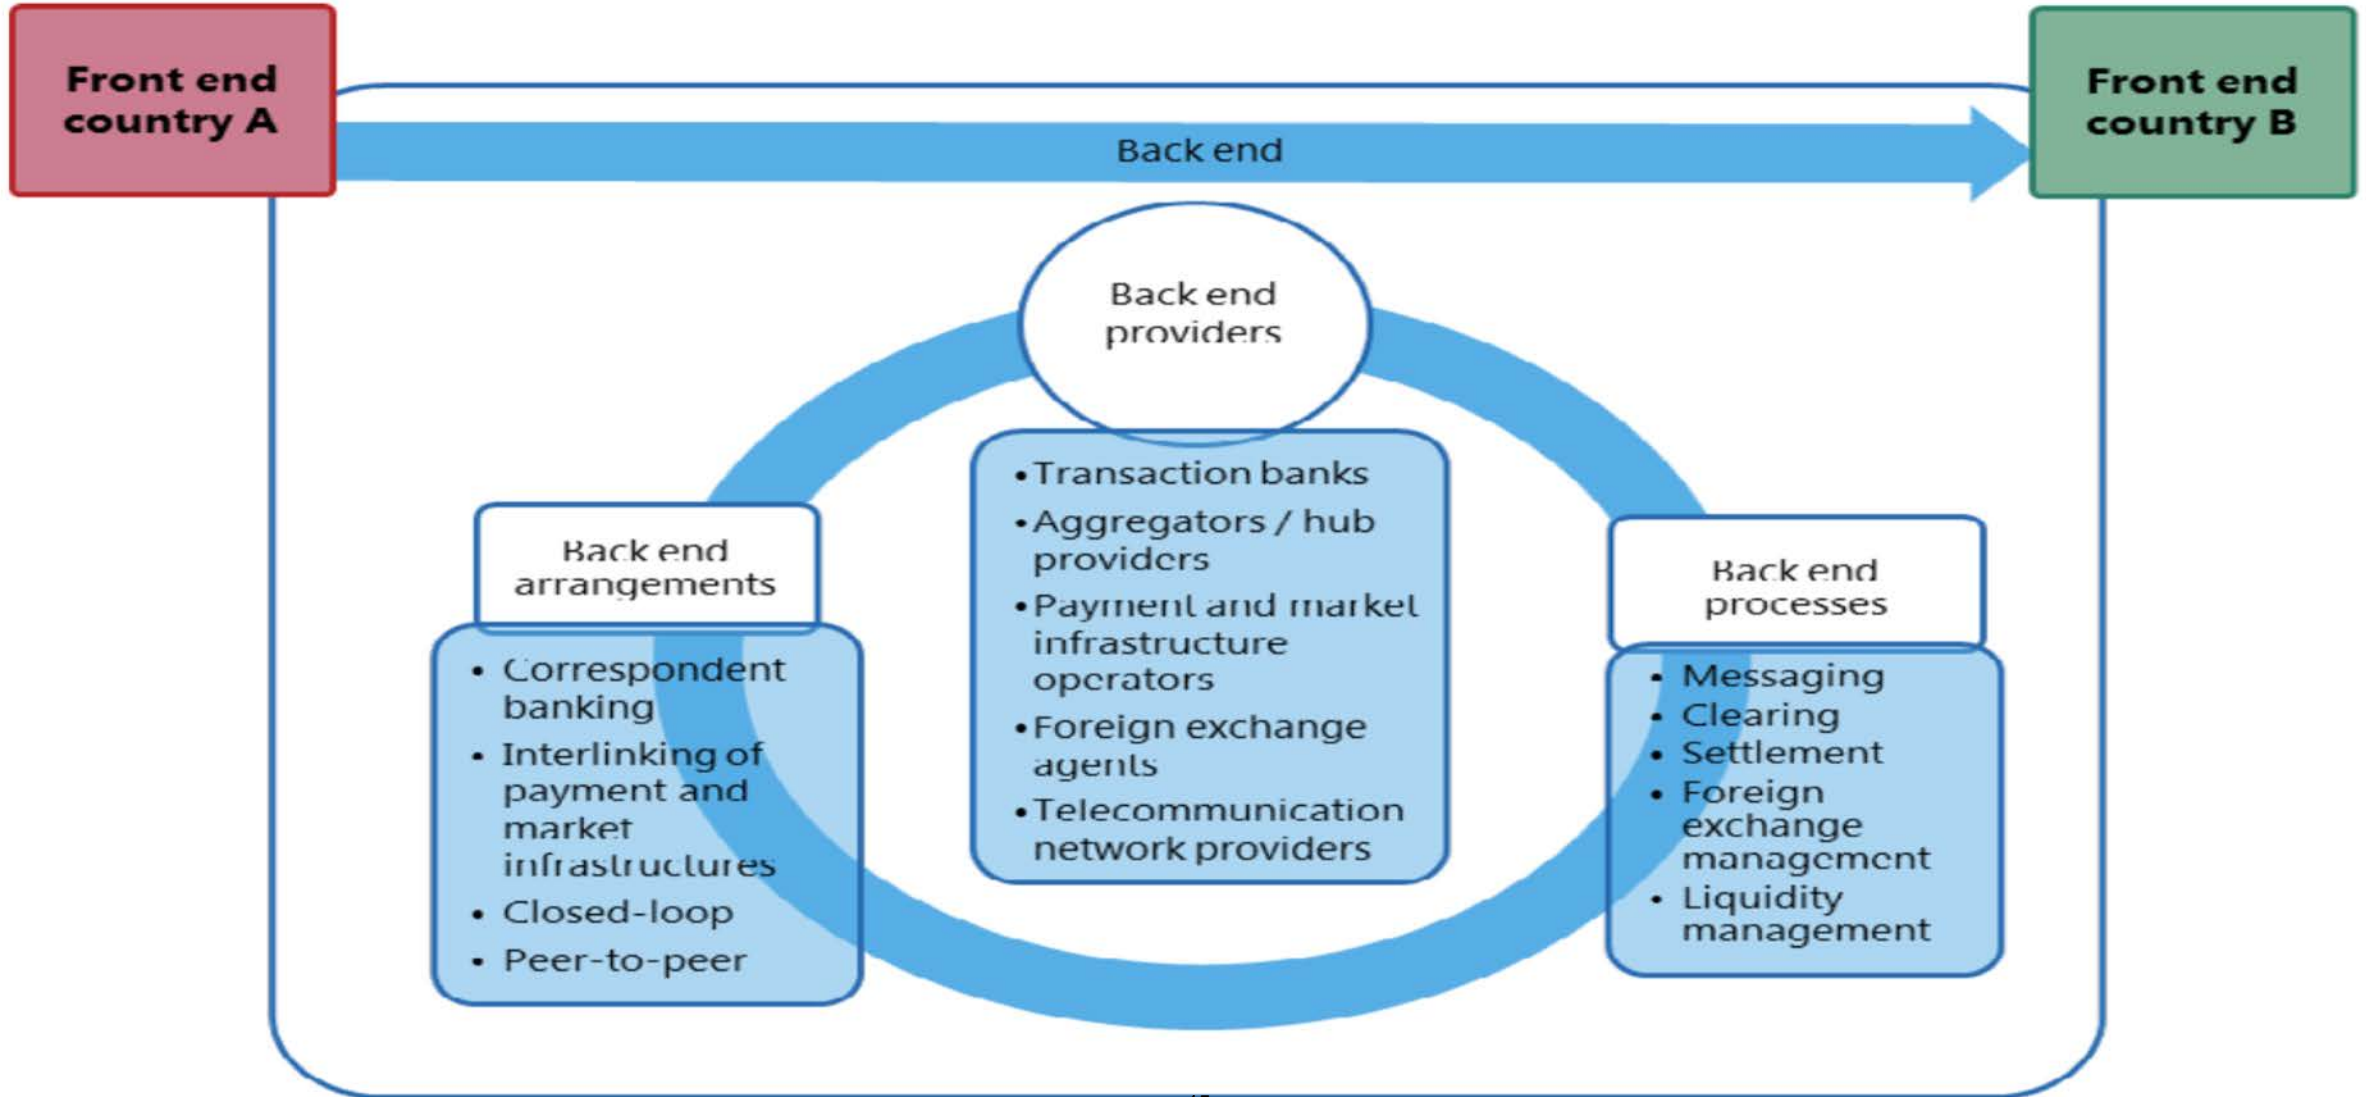 Front end
country A
Back end
Front end
country B
Back end
providers
•Transaction banks
•Aggregators / hub
providers
•Payment and market
infrastructure
operators
•Foreign exchange
agents
•Telecommunication
network providers
Back end
arrangements
• Correspondent
banking
• Interlinking of
payment and
market
infrastructures
• Closed-loop
• Peer-to-peer
Back end
processes
• Messaging
• Clearing
• Settlement
• Foreign
exchange
management
• Liquidity
management